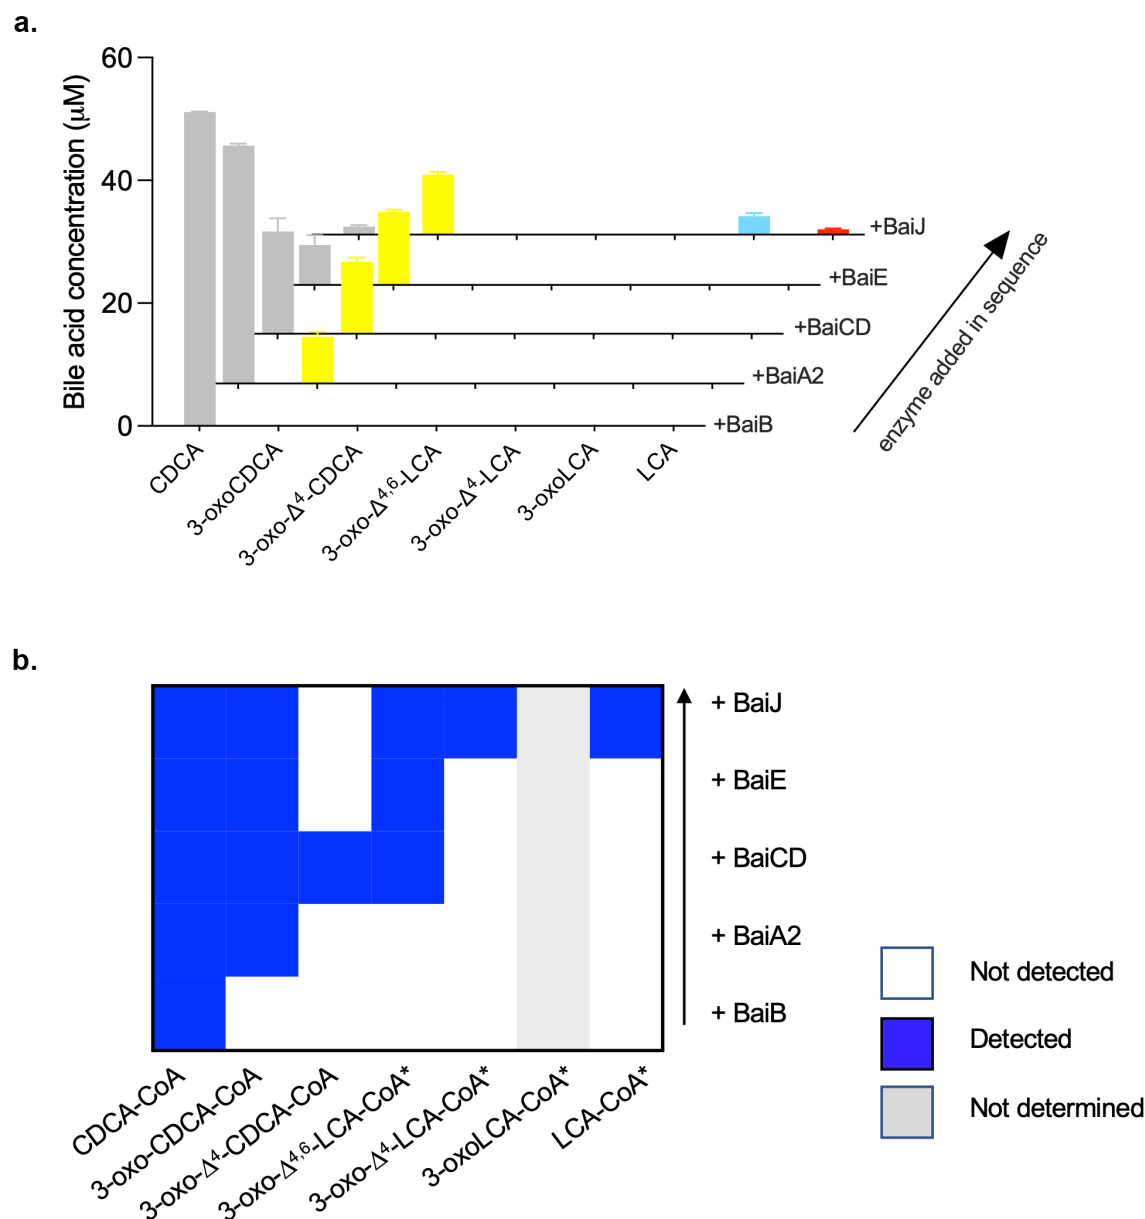 a.
Bile acid concentration (μM)
60
40
20
0
+BaiJ
+BaiE
+BaiCD
+BaiA2
+BaiB
enzyme added in sequence
CDCA
3-oxoCDCA
3-oxo-Δ⁴-CDCA
3-oxo-Δ⁴,⁶-LCA
3-oxo-Δ⁴-LCA
3-oxoLCA
LCA
b.
+ BaiJ
+ BaiE
+ BaiCD
+ BaiA2
+ BaiB
Not detected
Detected
Not determined
CDCA-CoA
3-oxo-CDCA-CoA
3-oxo-Δ⁴-CDCA-CoA
3-oxo-Δ⁴,⁶-LCA-CoA*
3-oxo-Δ⁴-LCA-CoA*
3-oxoLCA-CoA*
LCA-CoA*